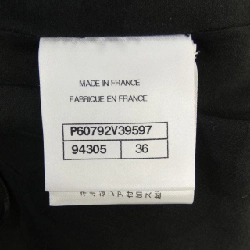 MADE IN FRANCE
FABRIQUE EN FRANCE
P60792V39597
94305 36